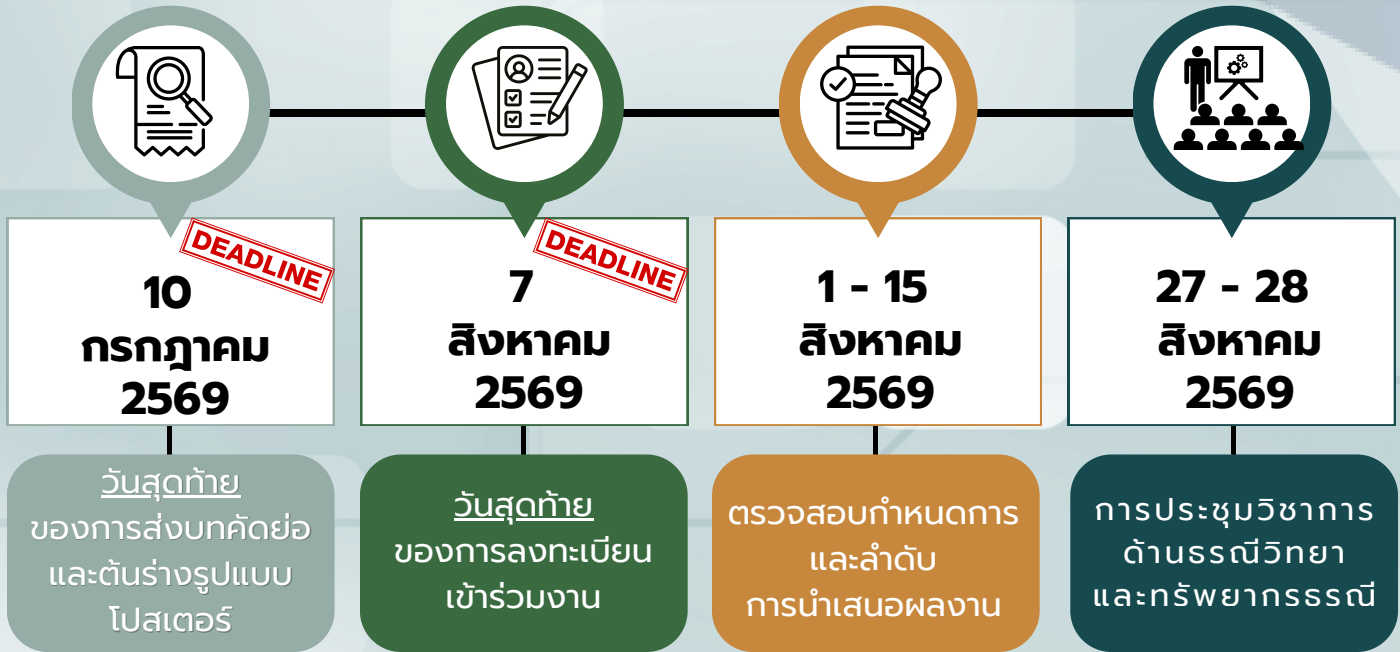 DEADLINE
10
กรกฎาคม
2569
วันสุดท้าย
ของการส่งบทคัดย่อ
และต้นร่างรูปแบบ
โปสเตอร์
DEADLINE
7
สิงหาคม
2569
วันสุดท้าย
ของการลงทะเบียน
เข้าร่วมงาน
1 - 15
สิงหาคม
2569
ตรวจสอบกำหนดการ
และลำดับ
การนำเสนอผลงาน
27 - 28
สิงหาคม
2569
การประชุมวิชาการ
ด้านธรณีวิทยา
และทรัพยากรธรณี